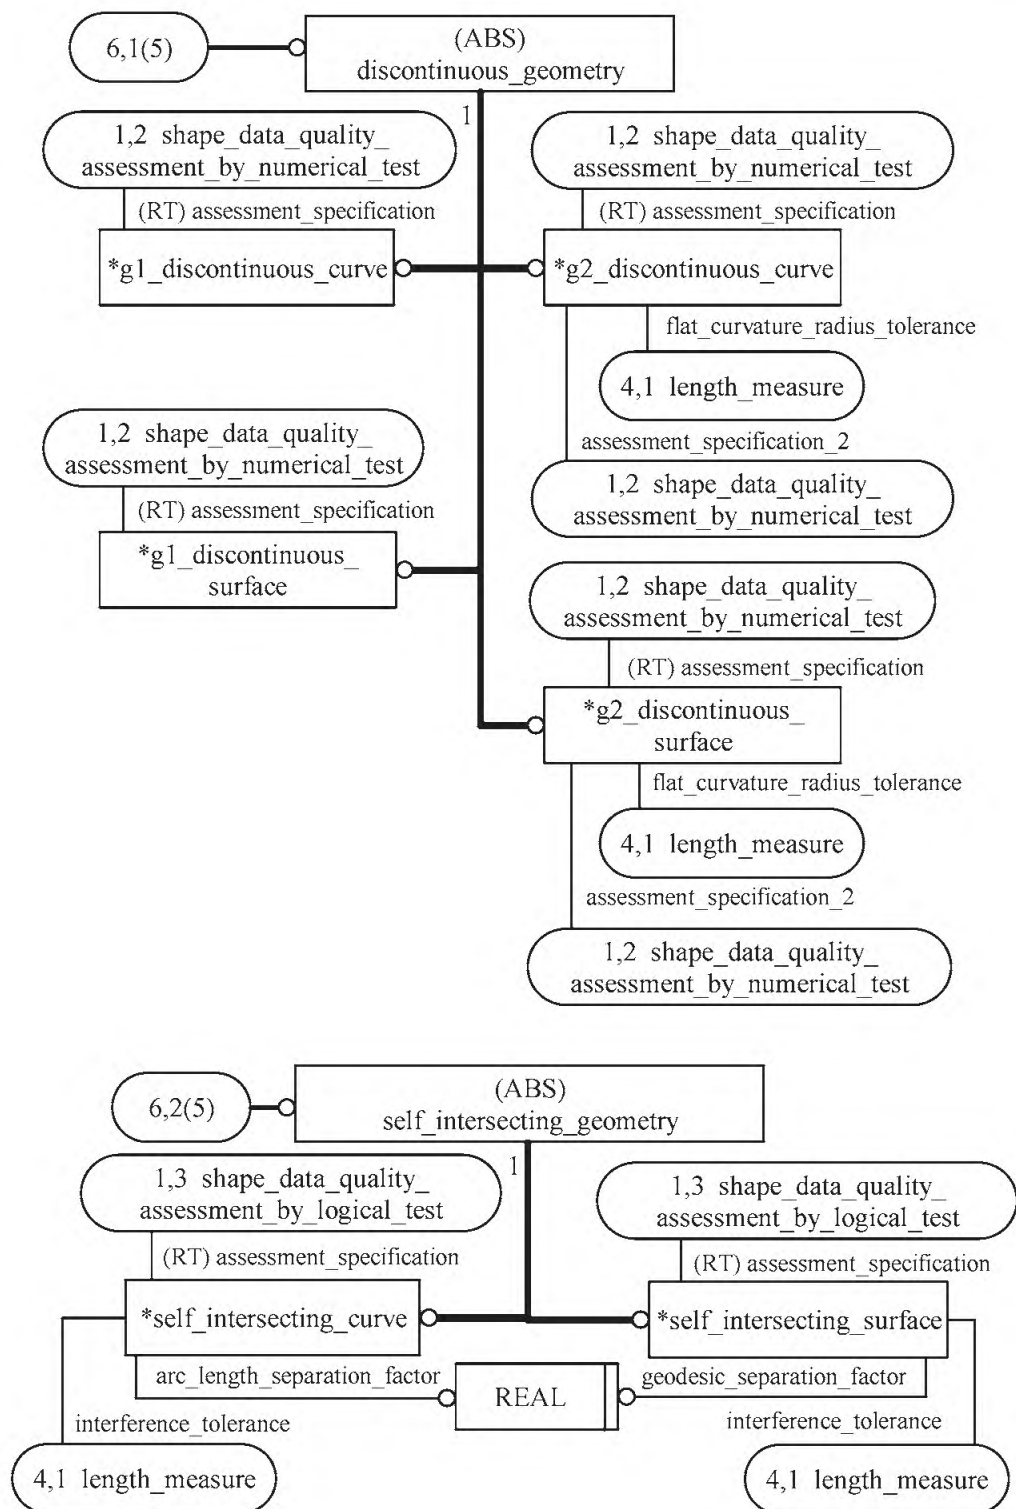 6,1(5)
(ABS)
discontinuous_geometry
1
1,2 shape_data_quality_
assessment_by_numerical_test
(RT) assessment_specification
*g1_discontinuous_curve
1,2 shape_data_quality_
assessment_by_numerical_test
(RT) assessment_specification
*g2_discontinuous_curve
flat_curvature_radius_tolerance
4,1 length_measure
assessment_specification_2
1,2 shape_data_quality_
assessment_by_numerical_test
1,2 shape_data_quality_
assessment_by_numerical_test
(RT) assessment_specification
*g1_discontinuous_
surface
1,2 shape_data_quality_
assessment_by_numerical_test
(RT) assessment_specification
*g2_discontinuous_
surface
flat_curvature_radius_tolerance
4,1 length_measure
assessment_specification_2
1,2 shape_data_quality_
assessment_by_numerical_test
6,2(5)
(ABS)
self_intersecting_geometry
1
1,3 shape_data_quality_
assessment_by_logical_test
(RT) assessment_specification
*self_intersecting_curve
1,3 shape_data_quality_
assessment_by_logical_test
(RT) assessment_specification
*self_intersecting_surface
arc_length_separation_factor
REAL
geodesic_separation_factor
interference_tolerance
interference_tolerance
4,1 length_measure
4,1 length_measure